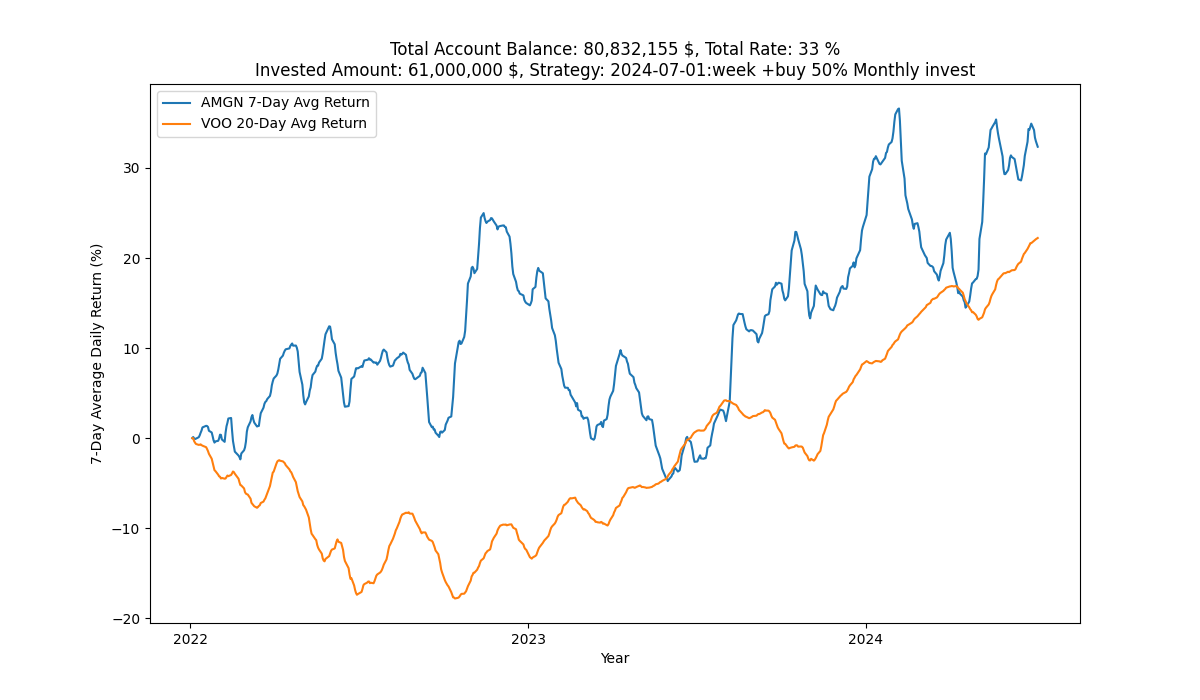 Total Account Balance: 80,832,155 $, Total Rate: 33 %
Invested Amount: 61,000,000 $, Strategy: 2024-07-01:week +buy 50% Monthly invest
AMGN 7-Day Avg Return
VOO 20-Day Avg Return
7-Day Average Daily Return (%)
30
20
10
0
−10
−20
2022
2023
2024
Year